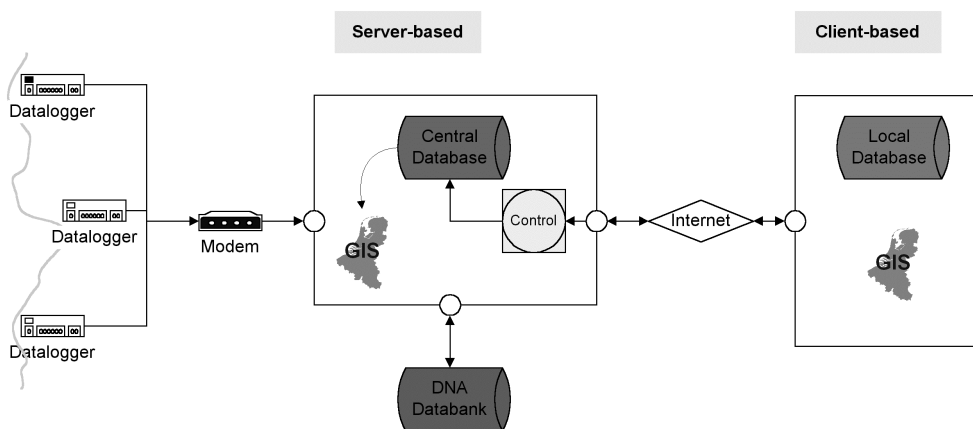 Server-based
Client-based
Datalogger
Datalogger
Datalogger
Modem
Central
Database
GIS
Control
Internet
Local
Database
GIS
DNA
Databank